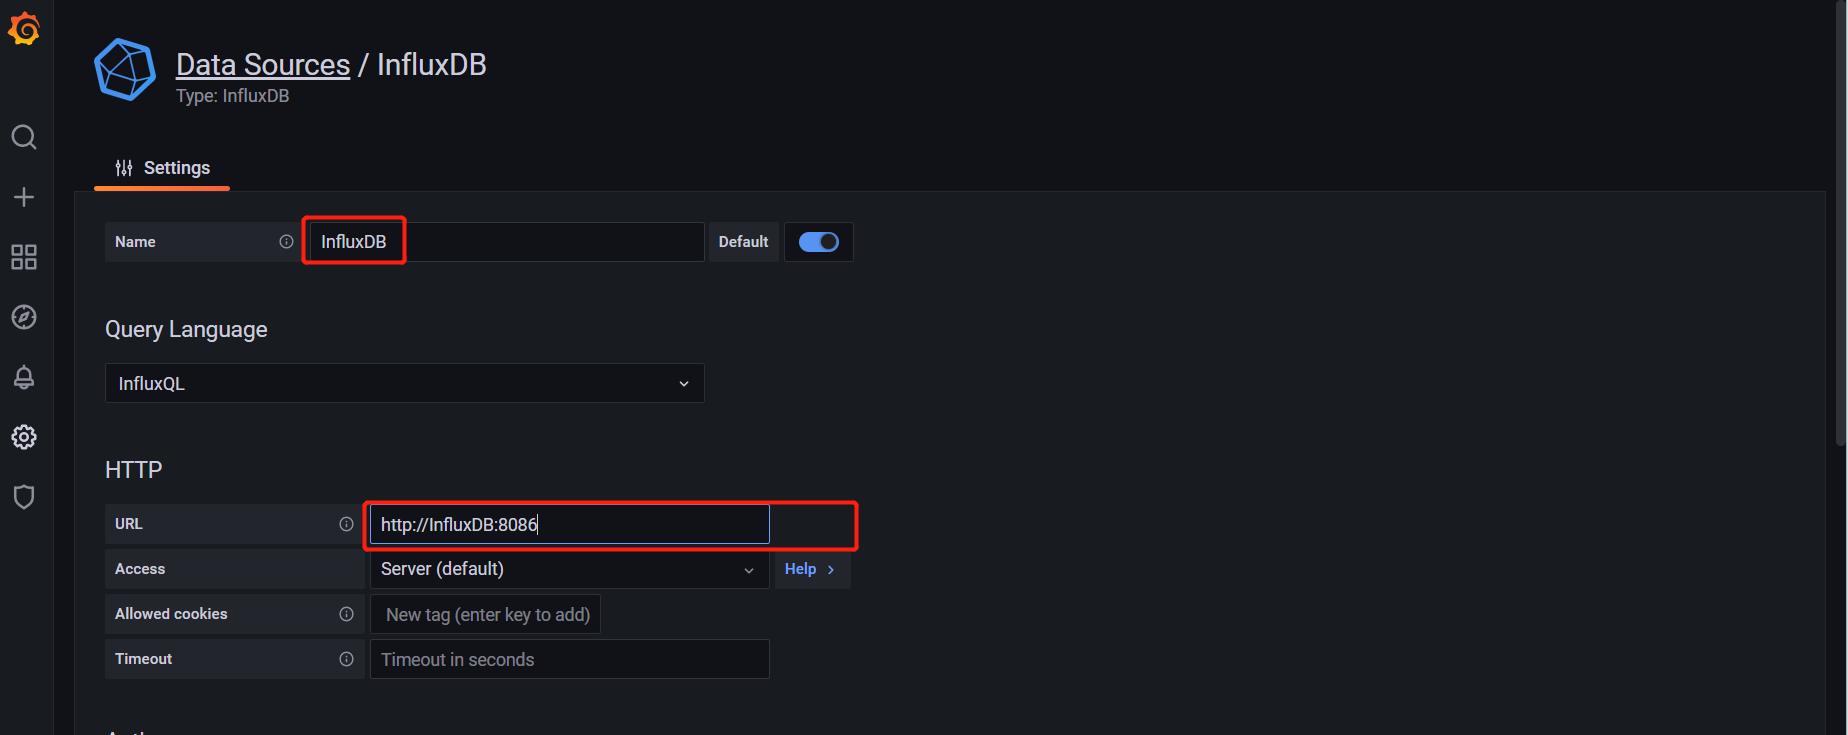 Data Sources / InfluxDB
Type: InfluxDB
Settings
Name InfluxDB Default
Query Language
InfluxQL
HTTP
URL http://InfluxDB:8086
Access Server (default) Help
Allowed cookies New tag (enter key to add)
Timeout Timeout in seconds